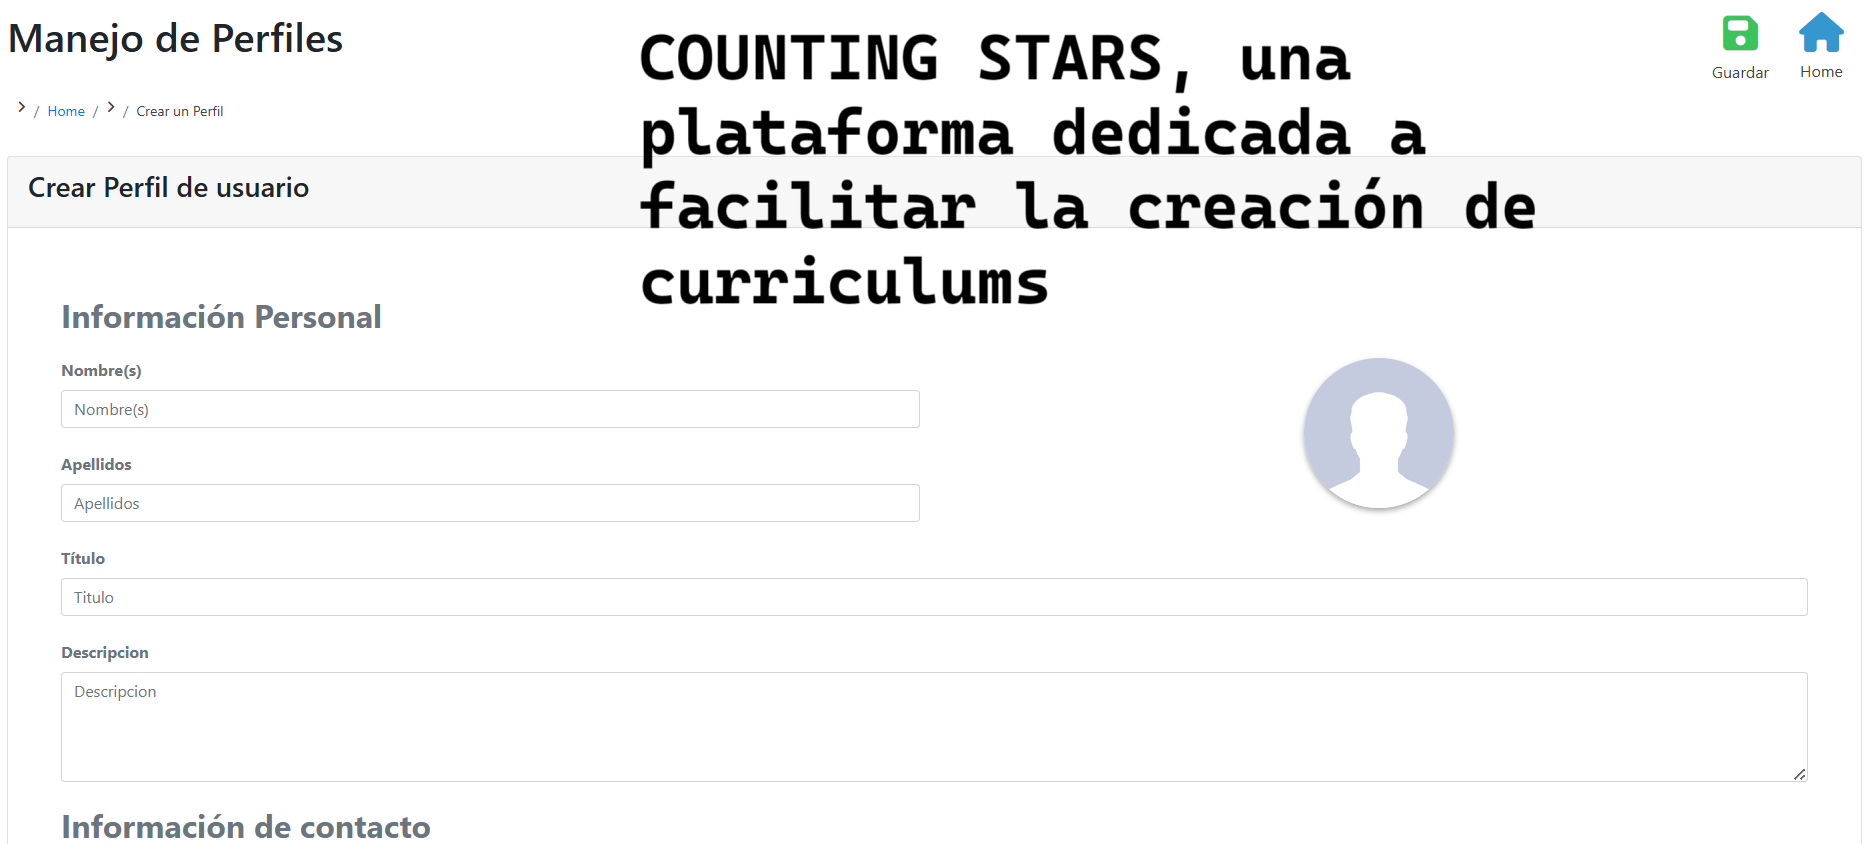 Manejo de Perfiles
COUNTING STARS, una
plataforma dedicada a
facilitar la creación de
curriculums
Guardar
Home
/ Home / / Crear un Perfil
Crear Perfil de usuario
Información Personal
Nombre(s)
Nombre(s)
Apellidos
Apellidos
Título
Titulo
Descripcion
Descripcion
Información de contacto